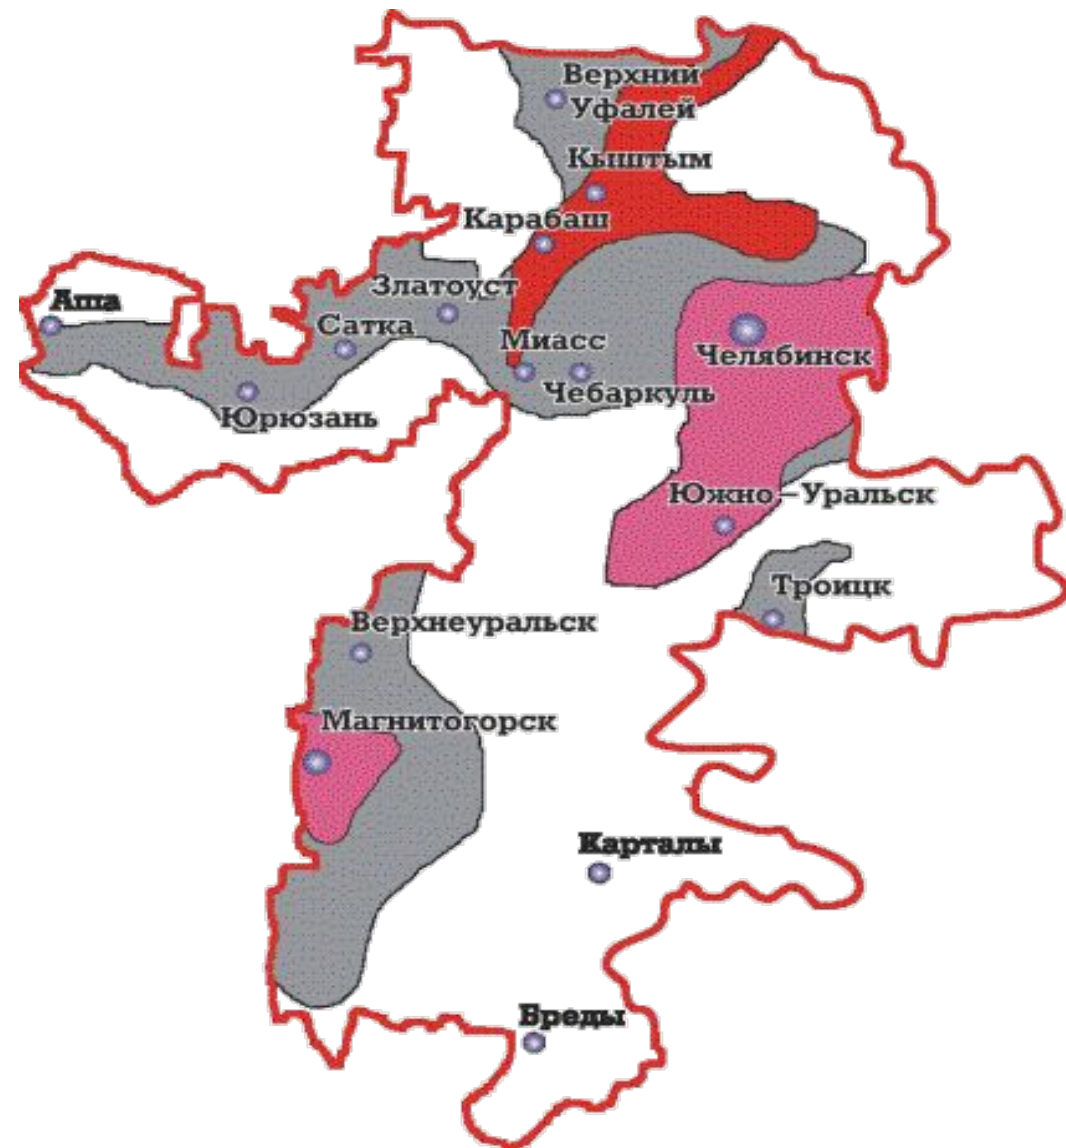 Верхний
Уфалей
Кыштым
Карабаш
Златоуст
Аша
Сатка
Миасс
Челябинск
Чебаркуль
Юрюзань
Южно-Уральск
Троицк
Верхнеуральск
Магнитогорск
Карталы
Бреды